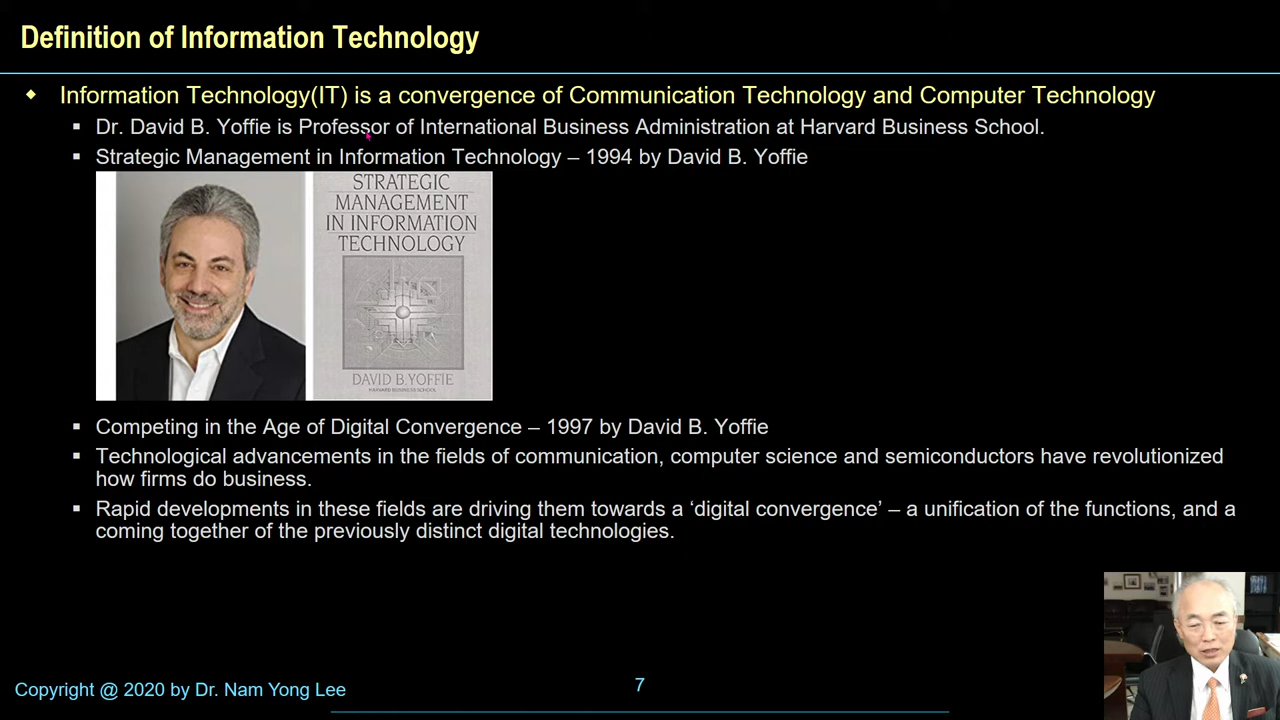 Definition of Information Technology
Information Technology(IT) is a convergence of Communication Technology and Computer Technology
Dr. David B. Yoffie is Professor of International Business Administration at Harvard Business School.
Strategic Management in Information Technology – 1994 by David B. Yoffie
STRATEGIC
MANAGEMENT
IN INFORMATION
TECHNOLOGY
DAVID B. YOFFIE
HARVARD BUSINESS SCHOOL
Competing in the Age of Digital Convergence – 1997 by David B. Yoffie
Technological advancements in the fields of communication, computer science and semiconductors have revolutionized
how firms do business.
Rapid developments in these fields are driving them towards a ‘digital convergence’ – a unification of the functions, and a
coming together of the previously distinct digital technologies.
Copyright @ 2020 by Dr. Nam Yong Lee
7